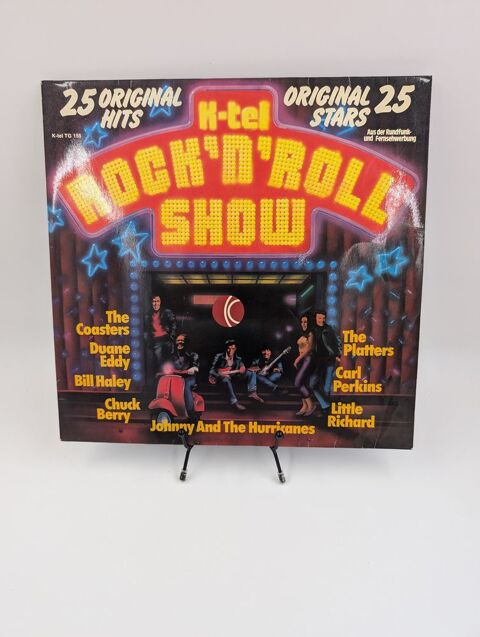 25 ORIGINAL
HITS
ORIGINAL 25
STARS
K-tel TG 155
Aus der Rundfunk-
und Fernsehwerbung
K-tel
ROCK'N'ROLL
SHOW
The
Coasters
Duane
Eddy
Bill Haley
Chuck
Berry
Johnny And The Hurricanes
The
Platters
Carl
Perkins
Little
Richard